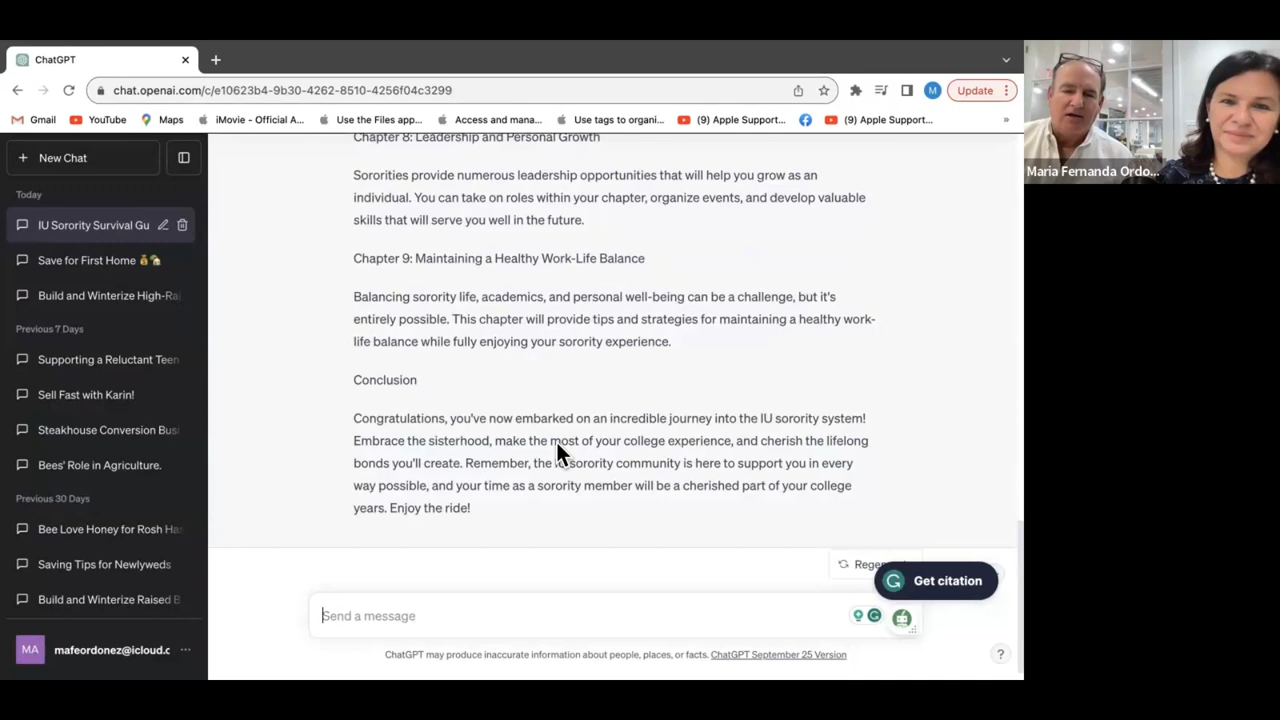 ChatGPT
chat.openai.com/c/e10623b4-9b30-4262-8510-4256f04c3299
M
Update
Gmail
YouTube
Maps
iMovie - Official A...
Use the Files app...
Access and mana...
Use tags to organi...
(9) Apple Support...
(9) Apple Support...
»
Maria Fernanda Ordo...
New Chat
Today
IU Sorority Survival Gu
Save for First Home 💰🏡
Build and Winterize High-Rai
Previous 7 Days
Supporting a Reluctant Teen
Sell Fast with Karin!
Steakhouse Conversion Bus
Bees' Role in Agriculture.
Previous 30 Days
Bee Love Honey for Rosh Has
Saving Tips for Newlyweds
Build and Winterize Raised B
MA
mafeordonez@icloud.c
Chapter 8: Leadership and Personal Growth
Sororities provide numerous leadership opportunities that will help you grow as an
individual. You can take on roles within your chapter, organize events, and develop valuable
skills that will serve you well in the future.
Chapter 9: Maintaining a Healthy Work-Life Balance
Balancing sorority life, academics, and personal well-being can be a challenge, but it's
entirely possible. This chapter will provide tips and strategies for maintaining a healthy work-
life balance while fully enjoying your sorority experience.
Conclusion
Congratulations, you've now embarked on an incredible journey into the IU sorority system!
Embrace the sisterhood, make the most of your college experience, and cherish the lifelong
bonds you'll create. Remember, the sorority community is here to support you in every
way possible, and your time as a sorority member will be a cherished part of your college
years. Enjoy the ride!
Rege
Get citation
Send a message
ChatGPT may produce inaccurate information about people, places, or facts. ChatGPT September 25 Version
?